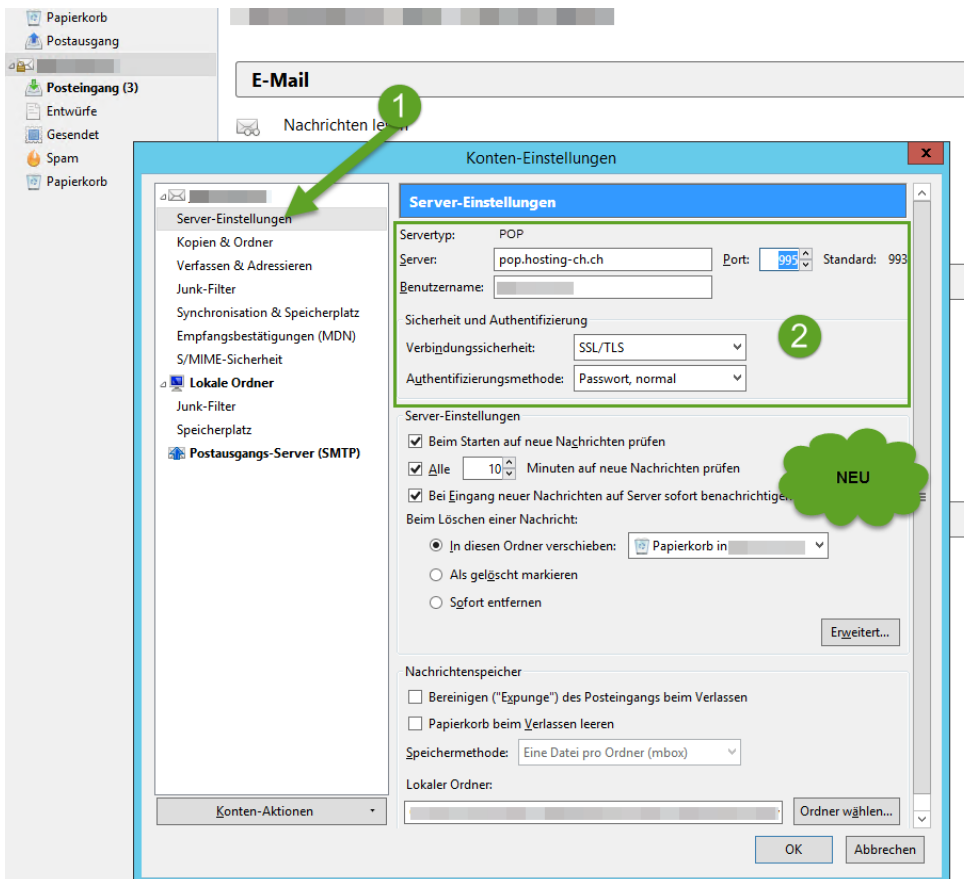 Papierkorb
Postausgang
Posteingang (3)
Entwürfe
Gesendet
Spam
Papierkorb
E-Mail
Nachrichten
1
Konten-Einstellungen
x
Server-Einstellungen
Kopien & Ordner
Verfassen & Adressieren
Junk-Filter
Synchronisation & Speicherplatz
Empfangsbestätigungen (MDN)
S/MIME-Sicherheit
Lokale Ordner
Junk-Filter
Speicherplatz
Postausgangs-Server (SMTP)
Konten-Aktionen
Server-Einstellungen
Servertyp: POP
Server: pop.hosting-ch.ch Port: 995 Standard: 993
Benutzername:
Sicherheit und Authentifizierung
2
Verbindungssicherheit: SSL/TLS
Authentifizierungsmethode: Passwort, normal
Server-Einstellungen
Beim Starten auf neue Nachrichten prüfen
Alle 10 Minuten auf neue Nachrichten prüfen
NEU
Bei Eingang neuer Nachrichten auf Server sofort benachrichtigen
Beim Löschen einer Nachricht:
In diesen Ordner verschieben: Papierkorb in
Als gelöscht markieren
Sofort entfernen
Erweitert...
Nachrichtenspeicher
Bereinigen ("Expunge") des Posteingangs beim Verlassen
Papierkorb beim Verlassen leeren
Speichermethode: Eine Datei pro Ordner (mbox)
Lokaler Ordner:
Ordner wählen...
OK Abbrechen